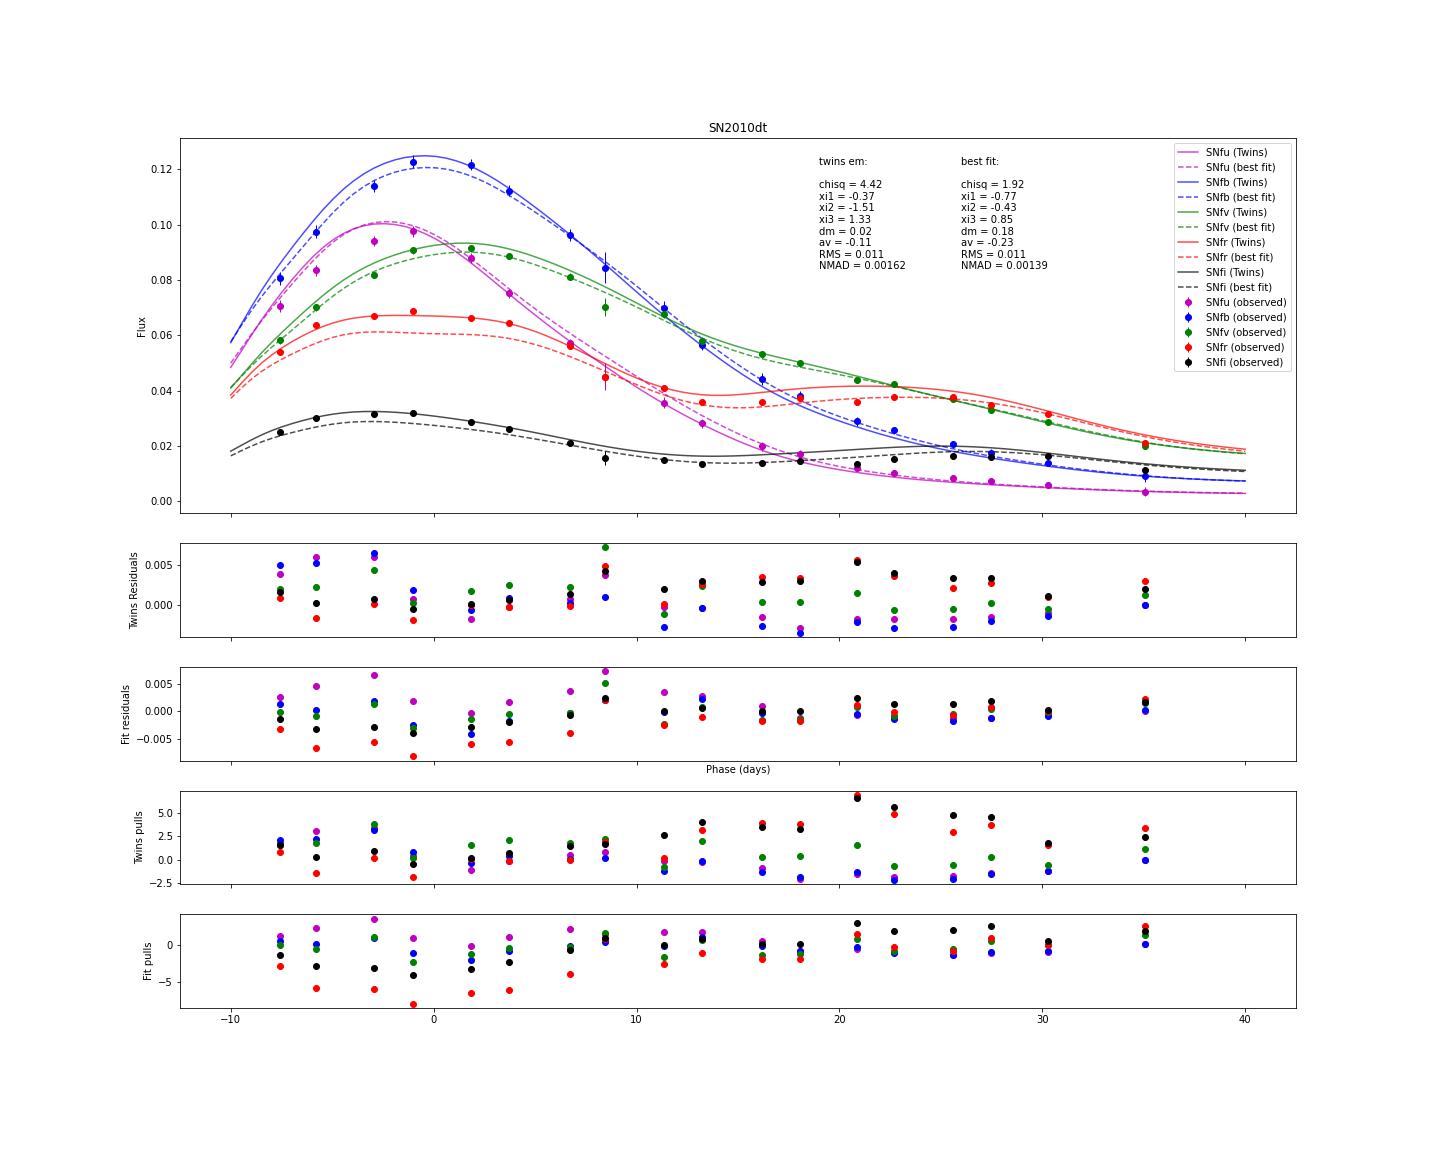 SN2010dt
Flux
0.12
0.10
0.08
0.06
0.04
0.02
0.00
twins em:
chisq = 4.42
xi1 = -0.37
xi2 = -1.51
xi3 = 1.33
dm = 0.02
av = -0.11
RMS = 0.011
NMAD = 0.00162
best fit:
chisq = 1.92
xi1 = -0.77
xi2 = -0.43
xi3 = 0.85
dm = 0.18
av = -0.23
RMS = 0.011
NMAD = 0.00139
SNfu (Twins)
SNfu (best fit)
SNfb (Twins)
SNfb (best fit)
SNfv (Twins)
SNfv (best fit)
SNfr (Twins)
SNfr (best fit)
SNfi (Twins)
SNfi (best fit)
SNfu (observed)
SNfb (observed)
SNfv (observed)
SNfr (observed)
SNfi (observed)
Twins Residuals
0.005
0.000
Fit residuals
0.005
0.000
−0.005
Phase (days)
Twins pulls
5.0
2.5
0.0
−2.5
Fit pulls
0
−5
−10 0 10 20 30 40